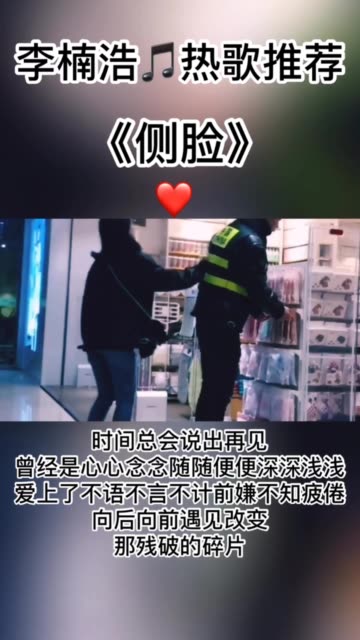 李楠浩🎵热歌推荐
《侧脸》
❤️
时间总会说出再见
曾经是心心念念随随便便深深浅浅
爱上了不语不言不计前嫌不知疲倦
向后向前遇见改变
那残破的碎片